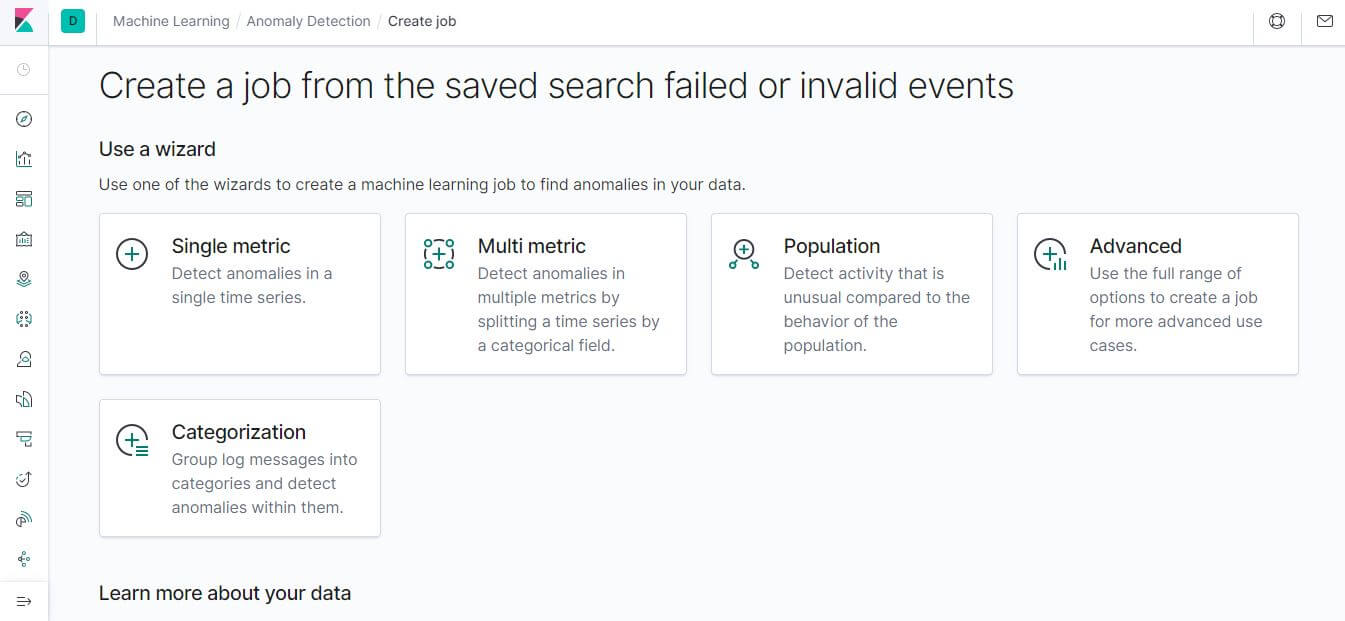 D Machine Learning / Anomaly Detection / Create job
Create a job from the saved search failed or invalid events
Use a wizard
Use one of the wizards to create a machine learning job to find anomalies in your data.
Single metric
Detect anomalies in a
single time series.
Multi metric
Detect anomalies in
multiple metrics by
splitting a time series by
a categorical field.
Population
Detect activity that is
unusual compared to the
behavior of the
population.
Advanced
Use the full range of
options to create a job
for more advanced use
cases.
Categorization
Group log messages into
categories and detect
anomalies within them.
Learn more about your data